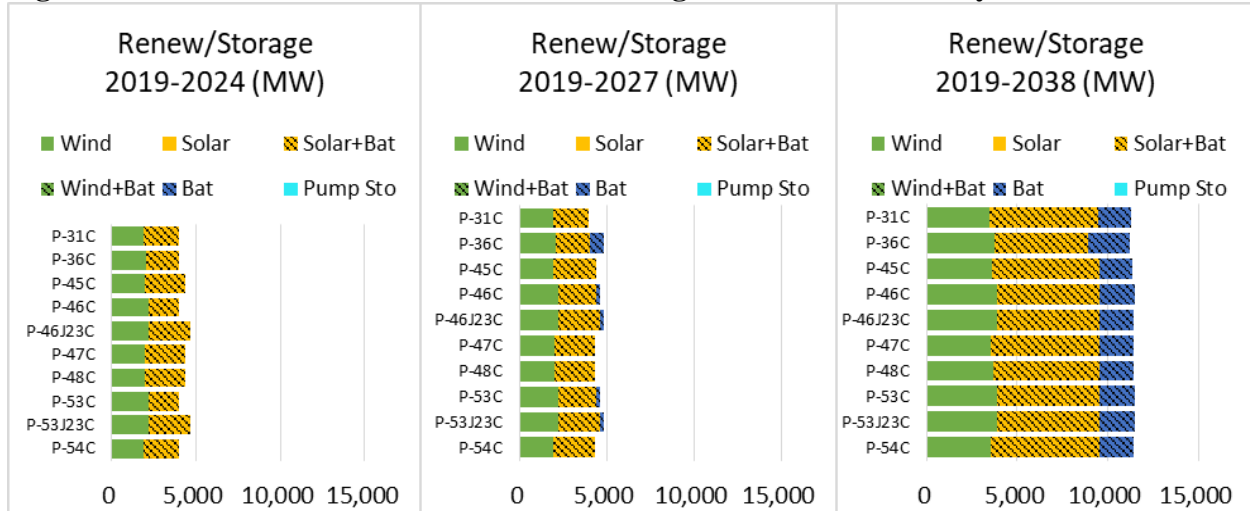 Renew/Storage
2019-2024 (MW)
Wind Solar Solar+Bat
Wind+Bat Bat Pump Sto
P-31C
P-36C
P-45C
P-46C
P-46J23C
P-47C
P-48C
P-53C
P-53J23C
P-54C
0 5,000 10,000 15,000
Renew/Storage
2019-2027 (MW)
Wind Solar Solar+Bat
Wind+Bat Bat Pump Sto
P-31C
P-36C
P-45C
P-46C
P-46J23C
P-47C
P-48C
P-53C
P-53J23C
P-54C
0 5,000 10,000 15,000
Renew/Storage
2019-2038 (MW)
Wind Solar Solar+Bat
Wind+Bat Bat Pump Sto
P-31C
P-36C
P-45C
P-46C
P-46J23C
P-47C
P-48C
P-53C
P-53J23C
P-54C
0 5,000 10,000 15,000